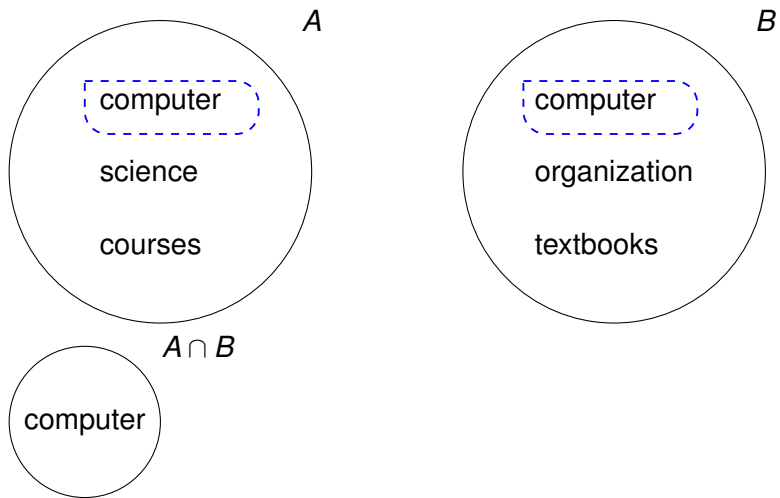 A
computer
science
courses
B
computer
organization
textbooks
A ∩ B
computer